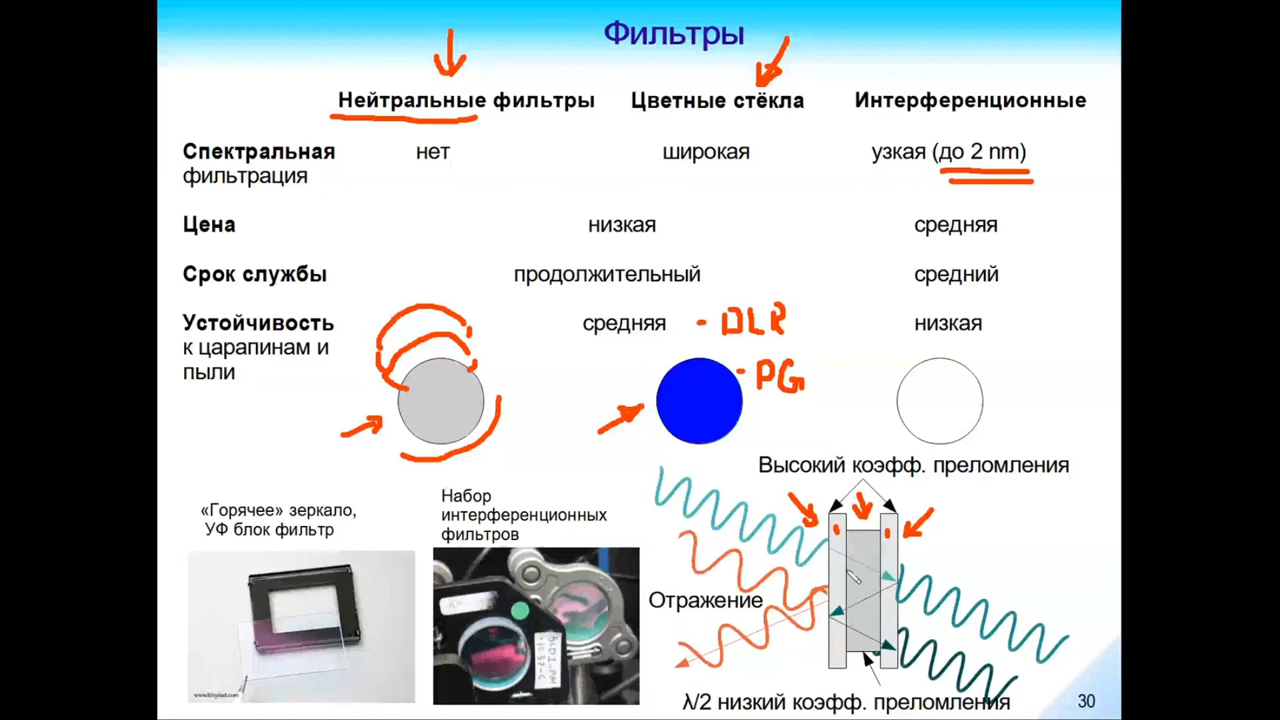 Фильтры
Нейтральные фильтры Цветные стёкла Интерференционные
Спектральная нет широкая узкая (до 2 nm)
фильтрация
Цена низкая средняя
Срок службы продолжительный средний
Устойчивость средняя - DLR низкая
к царапинам и
пыли
- PG
Высокий коэфф. преломления
«Горячее» зеркало,
УФ блок фильтр
Набор
интерференционных
фильтров
Отражение
λ/2 низкий коэфф. преломления
30